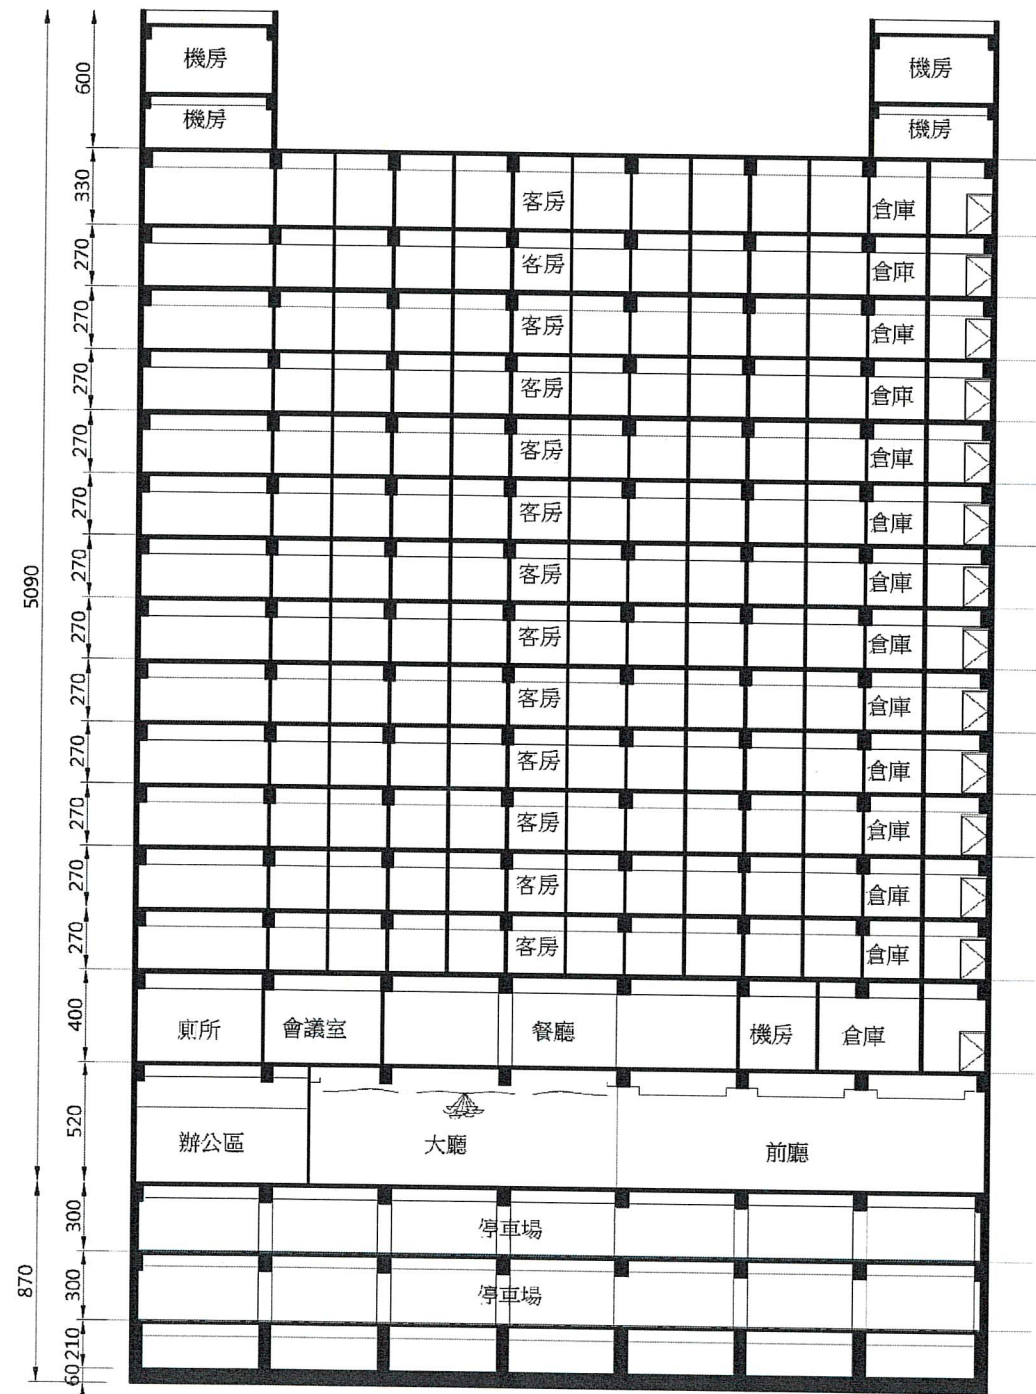 機房 機房
600
機房 機房
330 客房 倉庫
270 客房 倉庫
270 客房 倉庫
270 客房 倉庫
270 客房 倉庫
270 客房 倉庫
270 客房 倉庫
5090
270 客房 倉庫
270 客房 倉庫
270 客房 倉庫
270 客房 倉庫
270 客房 倉庫
270 客房 倉庫
400 廁所 會議室 餐廳 機房 倉庫
520 辦公區 大廳 前廳
300 停車場
870
300 停車場
210
60